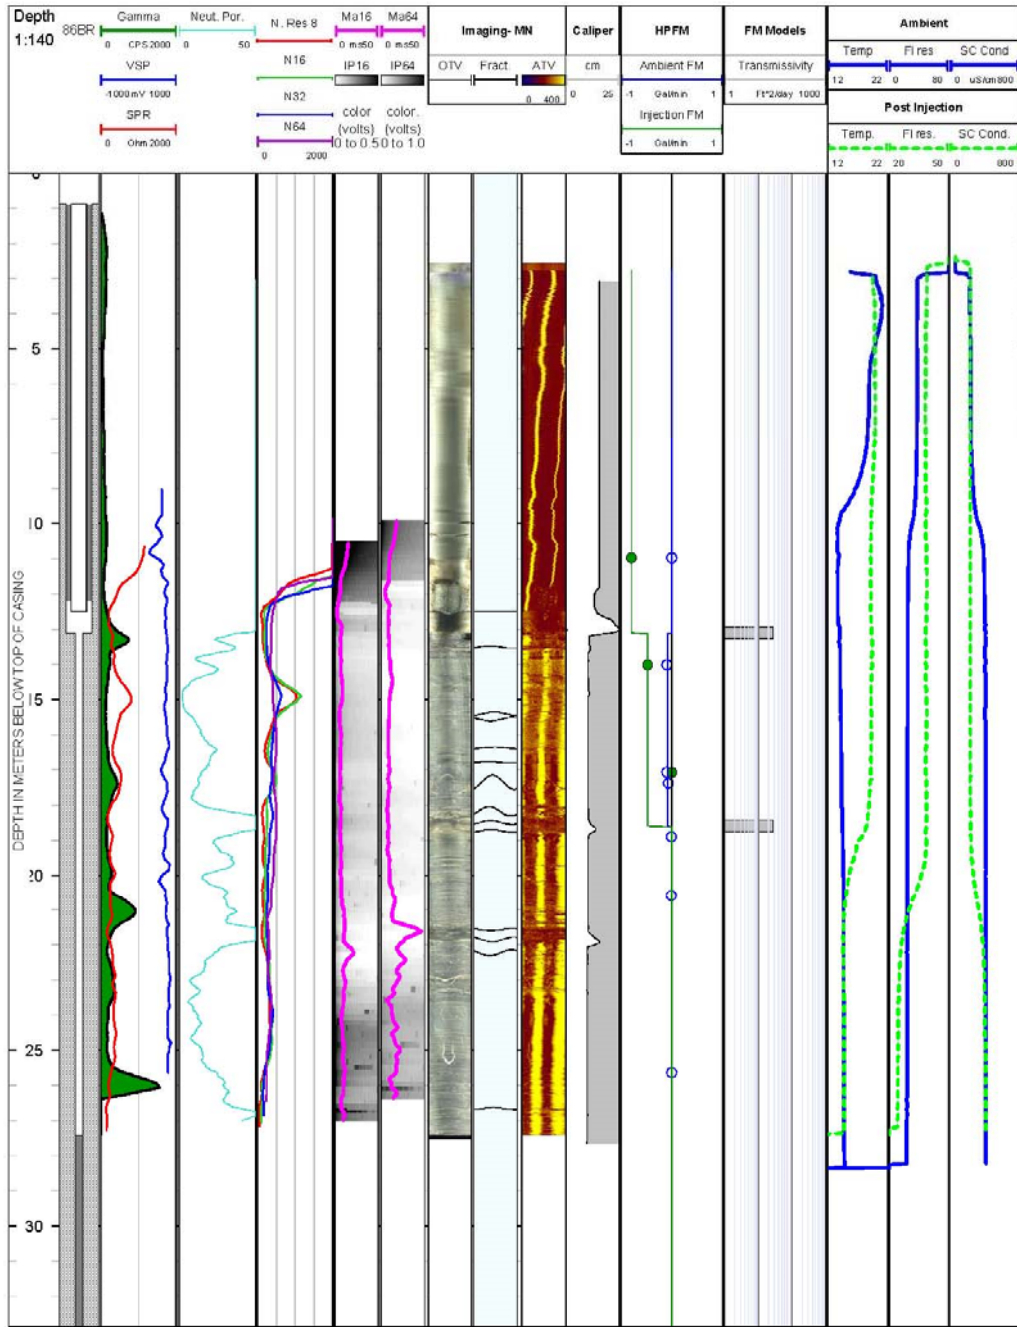 Depth
1:140
86BR
Gamma
0 CPS 2000
VSP
-1000 mV 1000
SPR
0 Ohm 2000
Neut. Por.
0 50
N. Res 8
N16
N32
N64
0 2000
Ma16
0 ms50
IP16
color
(volts)
0 to 0.5
Ma64
0 ms50
IP64
color.
(volts)
0 to 1.0
Imaging- MN
OTV
Fract.
ATV
0 400
Caliper
cm
0 25
HPFM
Ambient FM
-1 Gal/min 1
Injection FM
-1 Gal/min 1
FM Models
Transmissivity
1 Ft^2/day 1000
Ambient
Temp
12 22
Fl res
0 80
SC Cond
0 uS/cm800
Post Injection
Temp.
12 22
Fl res.
20 50
SC Cond.
0 800
0
5
10
15
20
25
30
DEPTH IN METERS BELOW TOP OF CASING